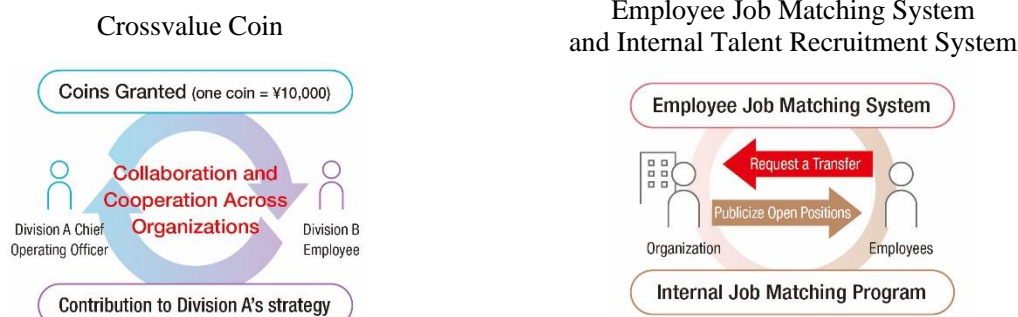 Crossvalue Coin
Coins Granted (one coin = ¥10,000)
Collaboration and
Cooperation Across
Organizations
Division A Chief
Operating Officer
Division B
Employee
Contribution to Division A's strategy
Employee Job Matching System
and Internal Talent Recruitment System
Employee Job Matching System
Request a Transfer
Publicize Open Positions
Organization
Employees
Internal Job Matching Program